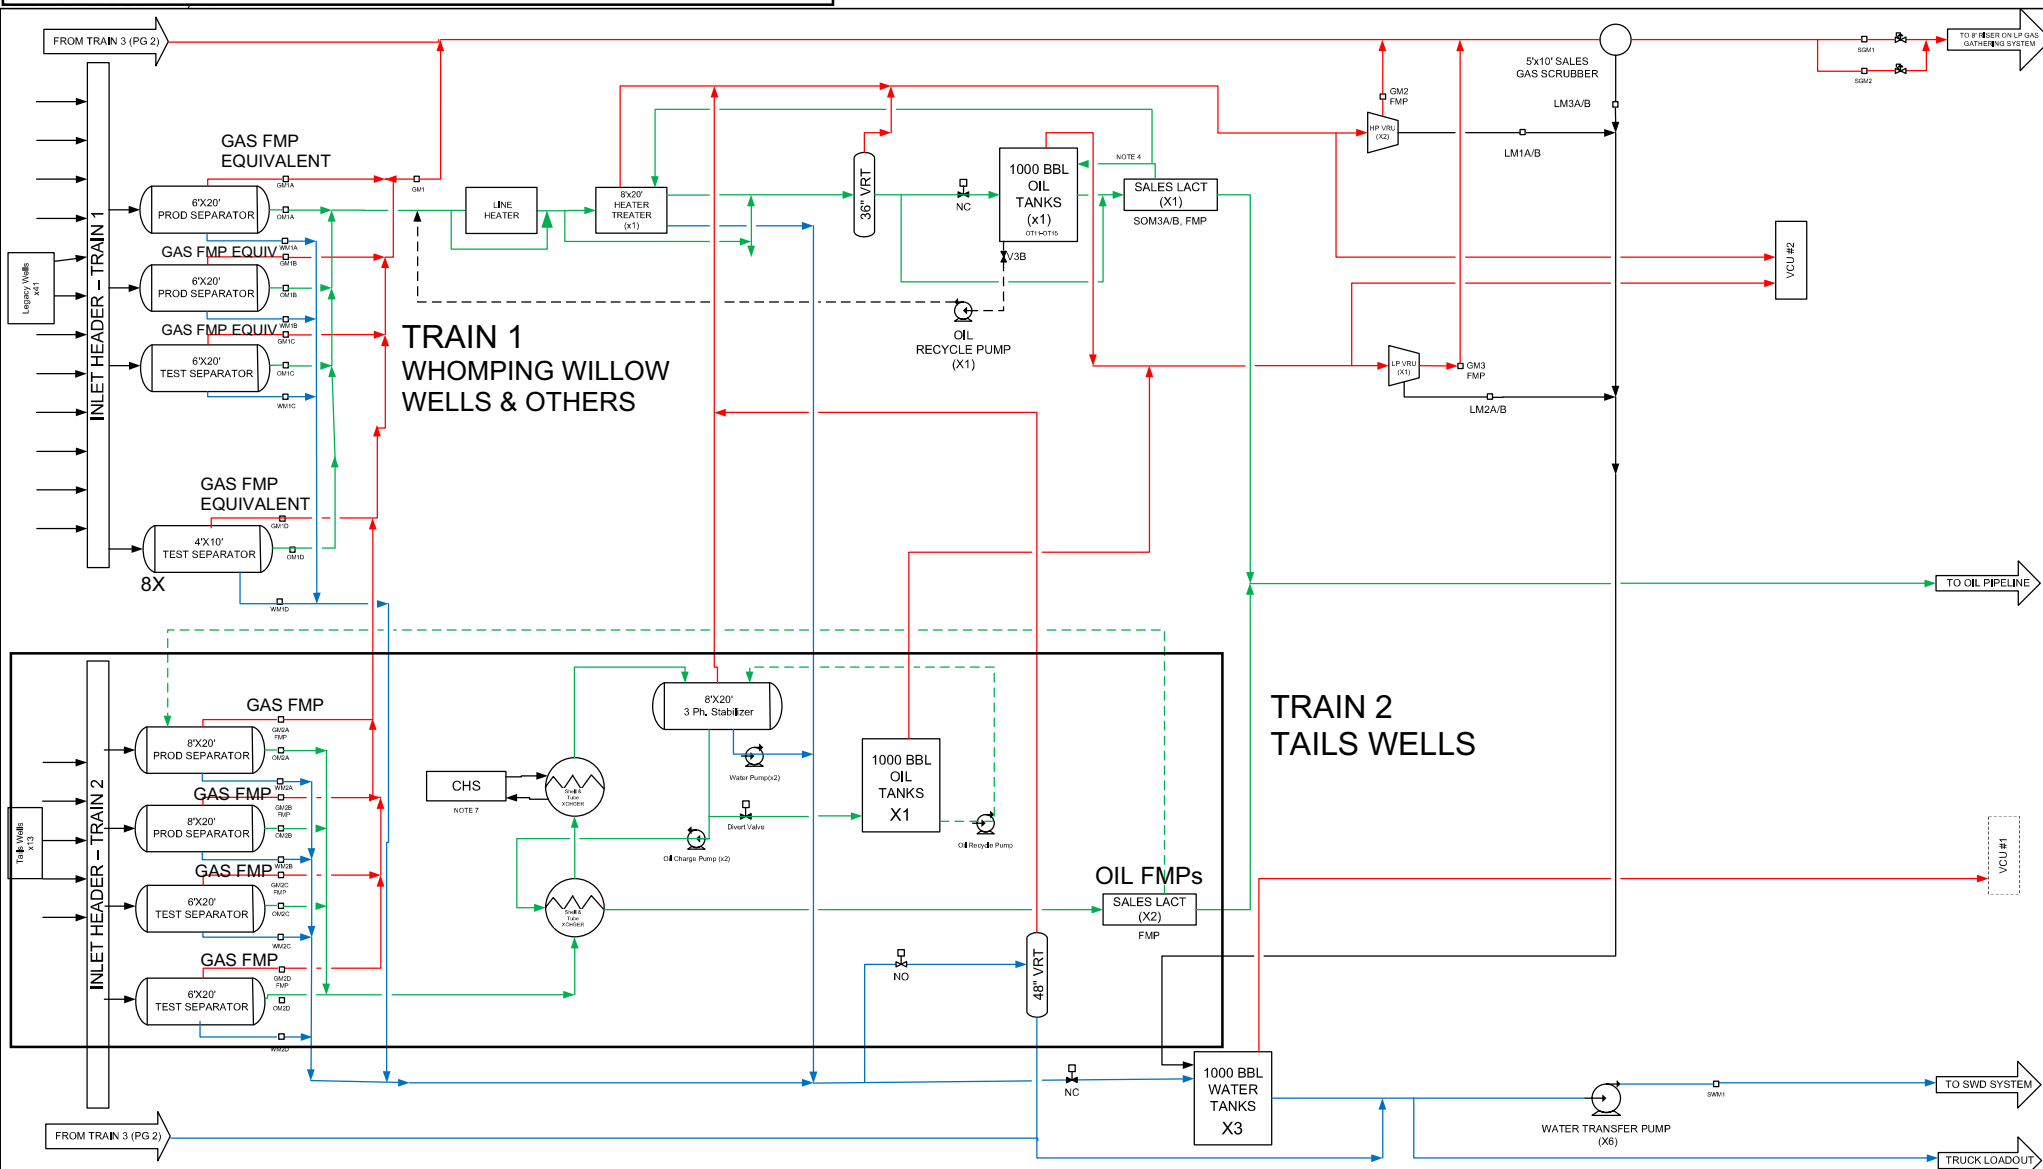 FROM TRAIN 3 (PG 2)
TO 8' RISER ON LP GAS
GATHERING SYSTEM
SGM1
SGM2
5'x10' SALES
GAS SCRUBBER
GM2
FMP
HP VRU
(X2)
LM3A/B
LM1A/B
INLET HEADER – TRAIN 1
Legacy Wells
x41
GAS FMP
EQUIVALENT
GM1A
GM1
6'X20'
PROD SEPARATOR
OM1A
WM1A
GAS FMP EQUIV
GM1B
6'X20'
PROD SEPARATOR
OM1B
WM1B
GAS FMP EQUIV
GM1C
6'X20'
TEST SEPARATOR
OM1C
WM1C
GAS FMP
EQUIVALENT
GM1D
4'X10'
TEST SEPARATOR
OM1D
8X
WM1D
LINE
HEATER
8'x20'
HEATER
TREATER
(x1)
36" VRT
NC
1000 BBL
OIL
TANKS
(x1)
OT11-OT15
NOTE 4
SALES LACT
(X1)
SOM3A/B, FMP
V3B
OIL
RECYCLE PUMP
(X1)
VCU #2
LP VRU
(X1)
GM3
FMP
LM2A/B
TRAIN 1
WHOMPING WILLOW
WELLS & OTHERS
TO OIL PIPELINE
TRAIN 2
TAILS WELLS
INLET HEADER – TRAIN 2
Tails Wells
x13
GAS FMP
GM2A
FMP
8'X20'
PROD SEPARATOR
OM2A
WM2A
GAS FMP
GM2B
FMP
8'X20'
PROD SEPARATOR
OM2B
WM2B
GAS FMP
GM2C
FMP
6'X20'
TEST SEPARATOR
OM2C
WM2C
GAS FMP
GM2D
FMP
6'X20'
TEST SEPARATOR
OM2D
WM2D
CHS
NOTE 7
Shell &
Tube
XCHGER
Shell &
Tube
XCHGER
8'X20'
3 Ph. Stabilizer
Water Pump(x2)
Divert Valve
Oil Charge Pump (x2)
1000 BBL
OIL
TANKS
X1
Oil Recycle Pump
OIL FMPs
SALES LACT
(X2)
FMP
NO
48" VRT
VCU #1
NC
1000 BBL
WATER
TANKS
X3
WATER TRANSFER PUMP
(X6)
SWM1
TO SWD SYSTEM
TRUCK LOADOUT
FROM TRAIN 3 (PG 2)